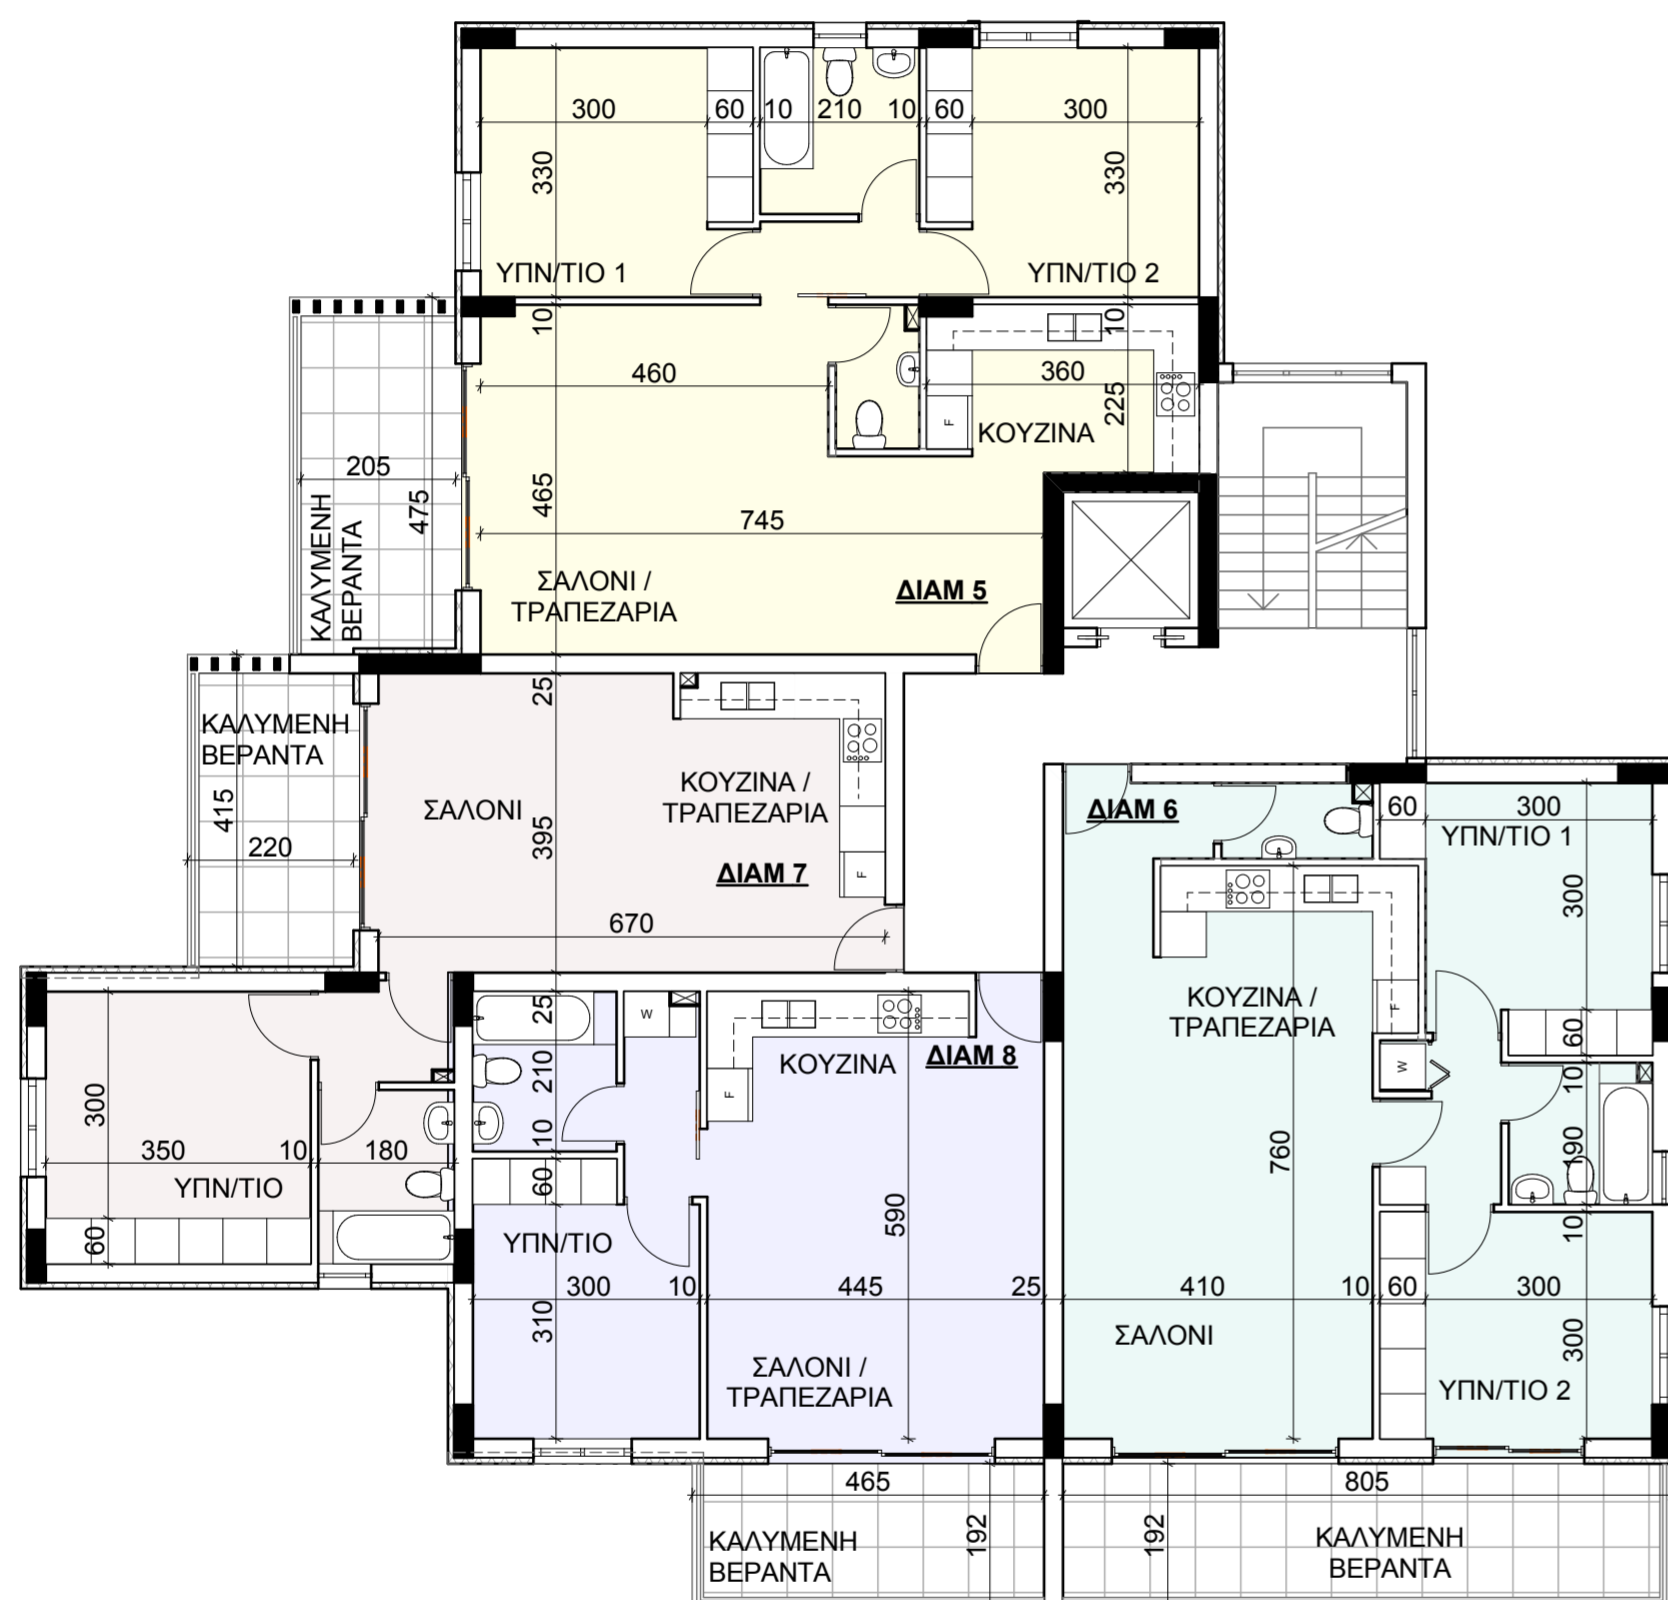 300
60
10
210
10
60
300
330
330
ΥΠΝ/ΤΙΟ 1
ΥΠΝ/ΤΙΟ 2
10
10
460
360
225
F
ΚΟΥΖΙΝΑ
205
475
465
745
ΚΑΛΥΜΕΝΗ
ΒΕΡΑΝΤΑ
ΣΑΛΟΝΙ /
ΤΡΑΠΕΖΑΡΙΑ
ΔΙΑΜ 5
25
ΚΑΛΥΜΕΝΗ
ΒΕΡΑΝΤΑ
415
220
ΣΑΛΟΝΙ
395
ΚΟΥΖΙΝΑ /
ΤΡΑΠΕΖΑΡΙΑ
ΔΙΑΜ 7
F
670
ΔΙΑΜ 6
60
300
ΥΠΝ/ΤΙΟ 1
300
ΚΟΥΖΙΝΑ /
ΤΡΑΠΕΖΑΡΙΑ
F
60
W
10
190
10
760
25
W
210
10
60
ΚΟΥΖΙΝΑ
ΔΙΑΜ 8
F
300
350
10
180
ΥΠΝ/ΤΙΟ
60
ΥΠΝ/ΤΙΟ
590
300
10
445
25
410
10
60
300
310
ΣΑΛΟΝΙ /
ΤΡΑΠΕΖΑΡΙΑ
ΣΑΛΟΝΙ
300
ΥΠΝ/ΤΙΟ 2
465
805
192
192
ΚΑΛΥΜΕΝΗ
ΒΕΡΑΝΤΑ
ΚΑΛΥΜΕΝΗ
ΒΕΡΑΝΤΑ